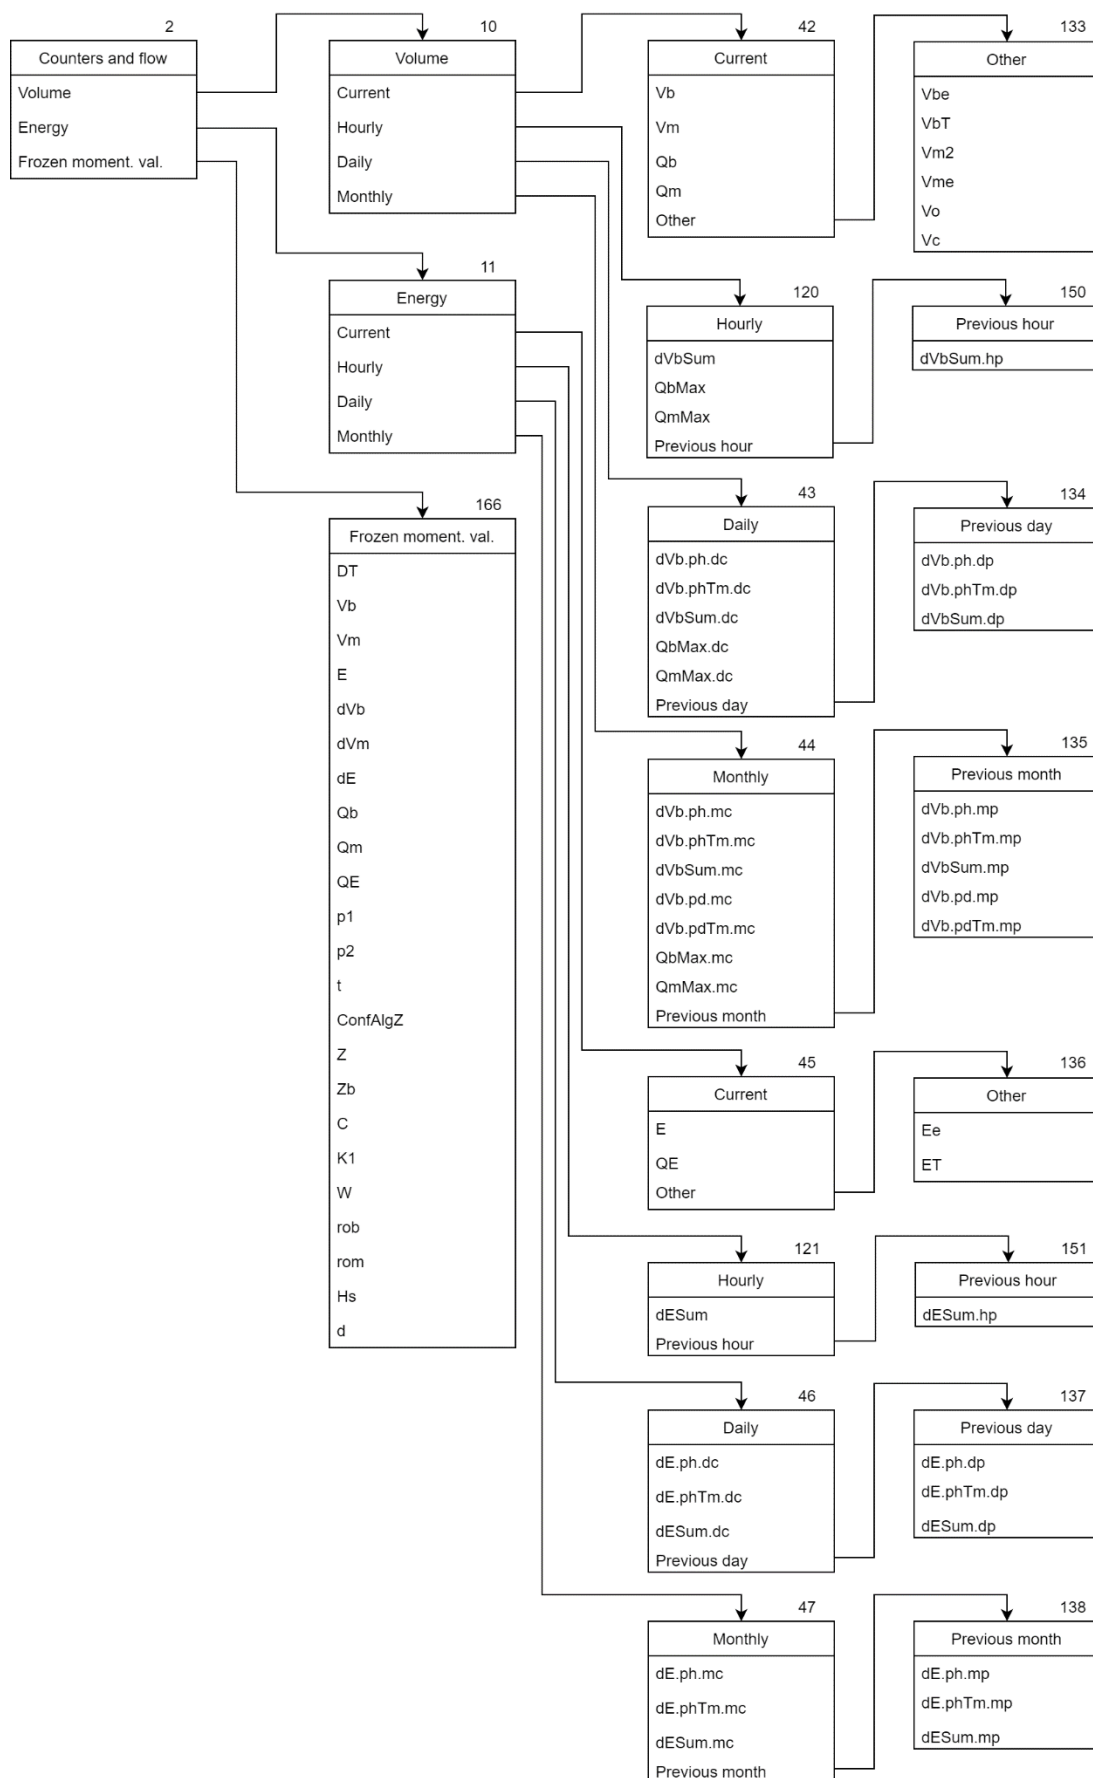 2
Counters and flow
Volume
Energy
Frozen moment. val.
10
Volume
Current
Hourly
Daily
Monthly
11
Energy
Current
Hourly
Daily
Monthly
166
Frozen moment. val.
DT
Vb
Vm
E
dVb
dVm
dE
Qb
Qm
QE
p1
p2
t
ConfAlgZ
Z
Zb
C
K1
W
rob
rom
Hs
d
42
Current
Vb
Vm
Qb
Qm
Other
133
Other
Vbe
VbT
Vm2
Vme
Vo
Vc
120
Hourly
dVbSum
QbMax
QmMax
Previous hour
150
Previous hour
dVbSum.hp
43
Daily
dVb.ph.dc
dVb.phTm.dc
dVbSum.dc
QbMax.dc
QmMax.dc
Previous day
134
Previous day
dVb.ph.dp
dVb.phTm.dp
dVbSum.dp
44
Monthly
dVb.ph.mc
dVb.phTm.mc
dVbSum.mc
dVb.pd.mc
dVb.pdTm.mc
QbMax.mc
QmMax.mc
Previous month
135
Previous month
dVb.ph.mp
dVb.phTm.mp
dVbSum.mp
dVb.pd.mp
dVb.pdTm.mp
45
Current
E
QE
Other
136
Other
Ee
ET
121
Hourly
dESum
Previous hour
151
Previous hour
dESum.hp
46
Daily
dE.ph.dc
dE.phTm.dc
dESum.dc
Previous day
137
Previous day
dE.ph.dp
dE.phTm.dp
dESum.dp
47
Monthly
dE.ph.mc
dE.phTm.mc
dESum.mc
Previous month
138
Previous month
dE.ph.mp
dE.phTm.mp
dESum.mp